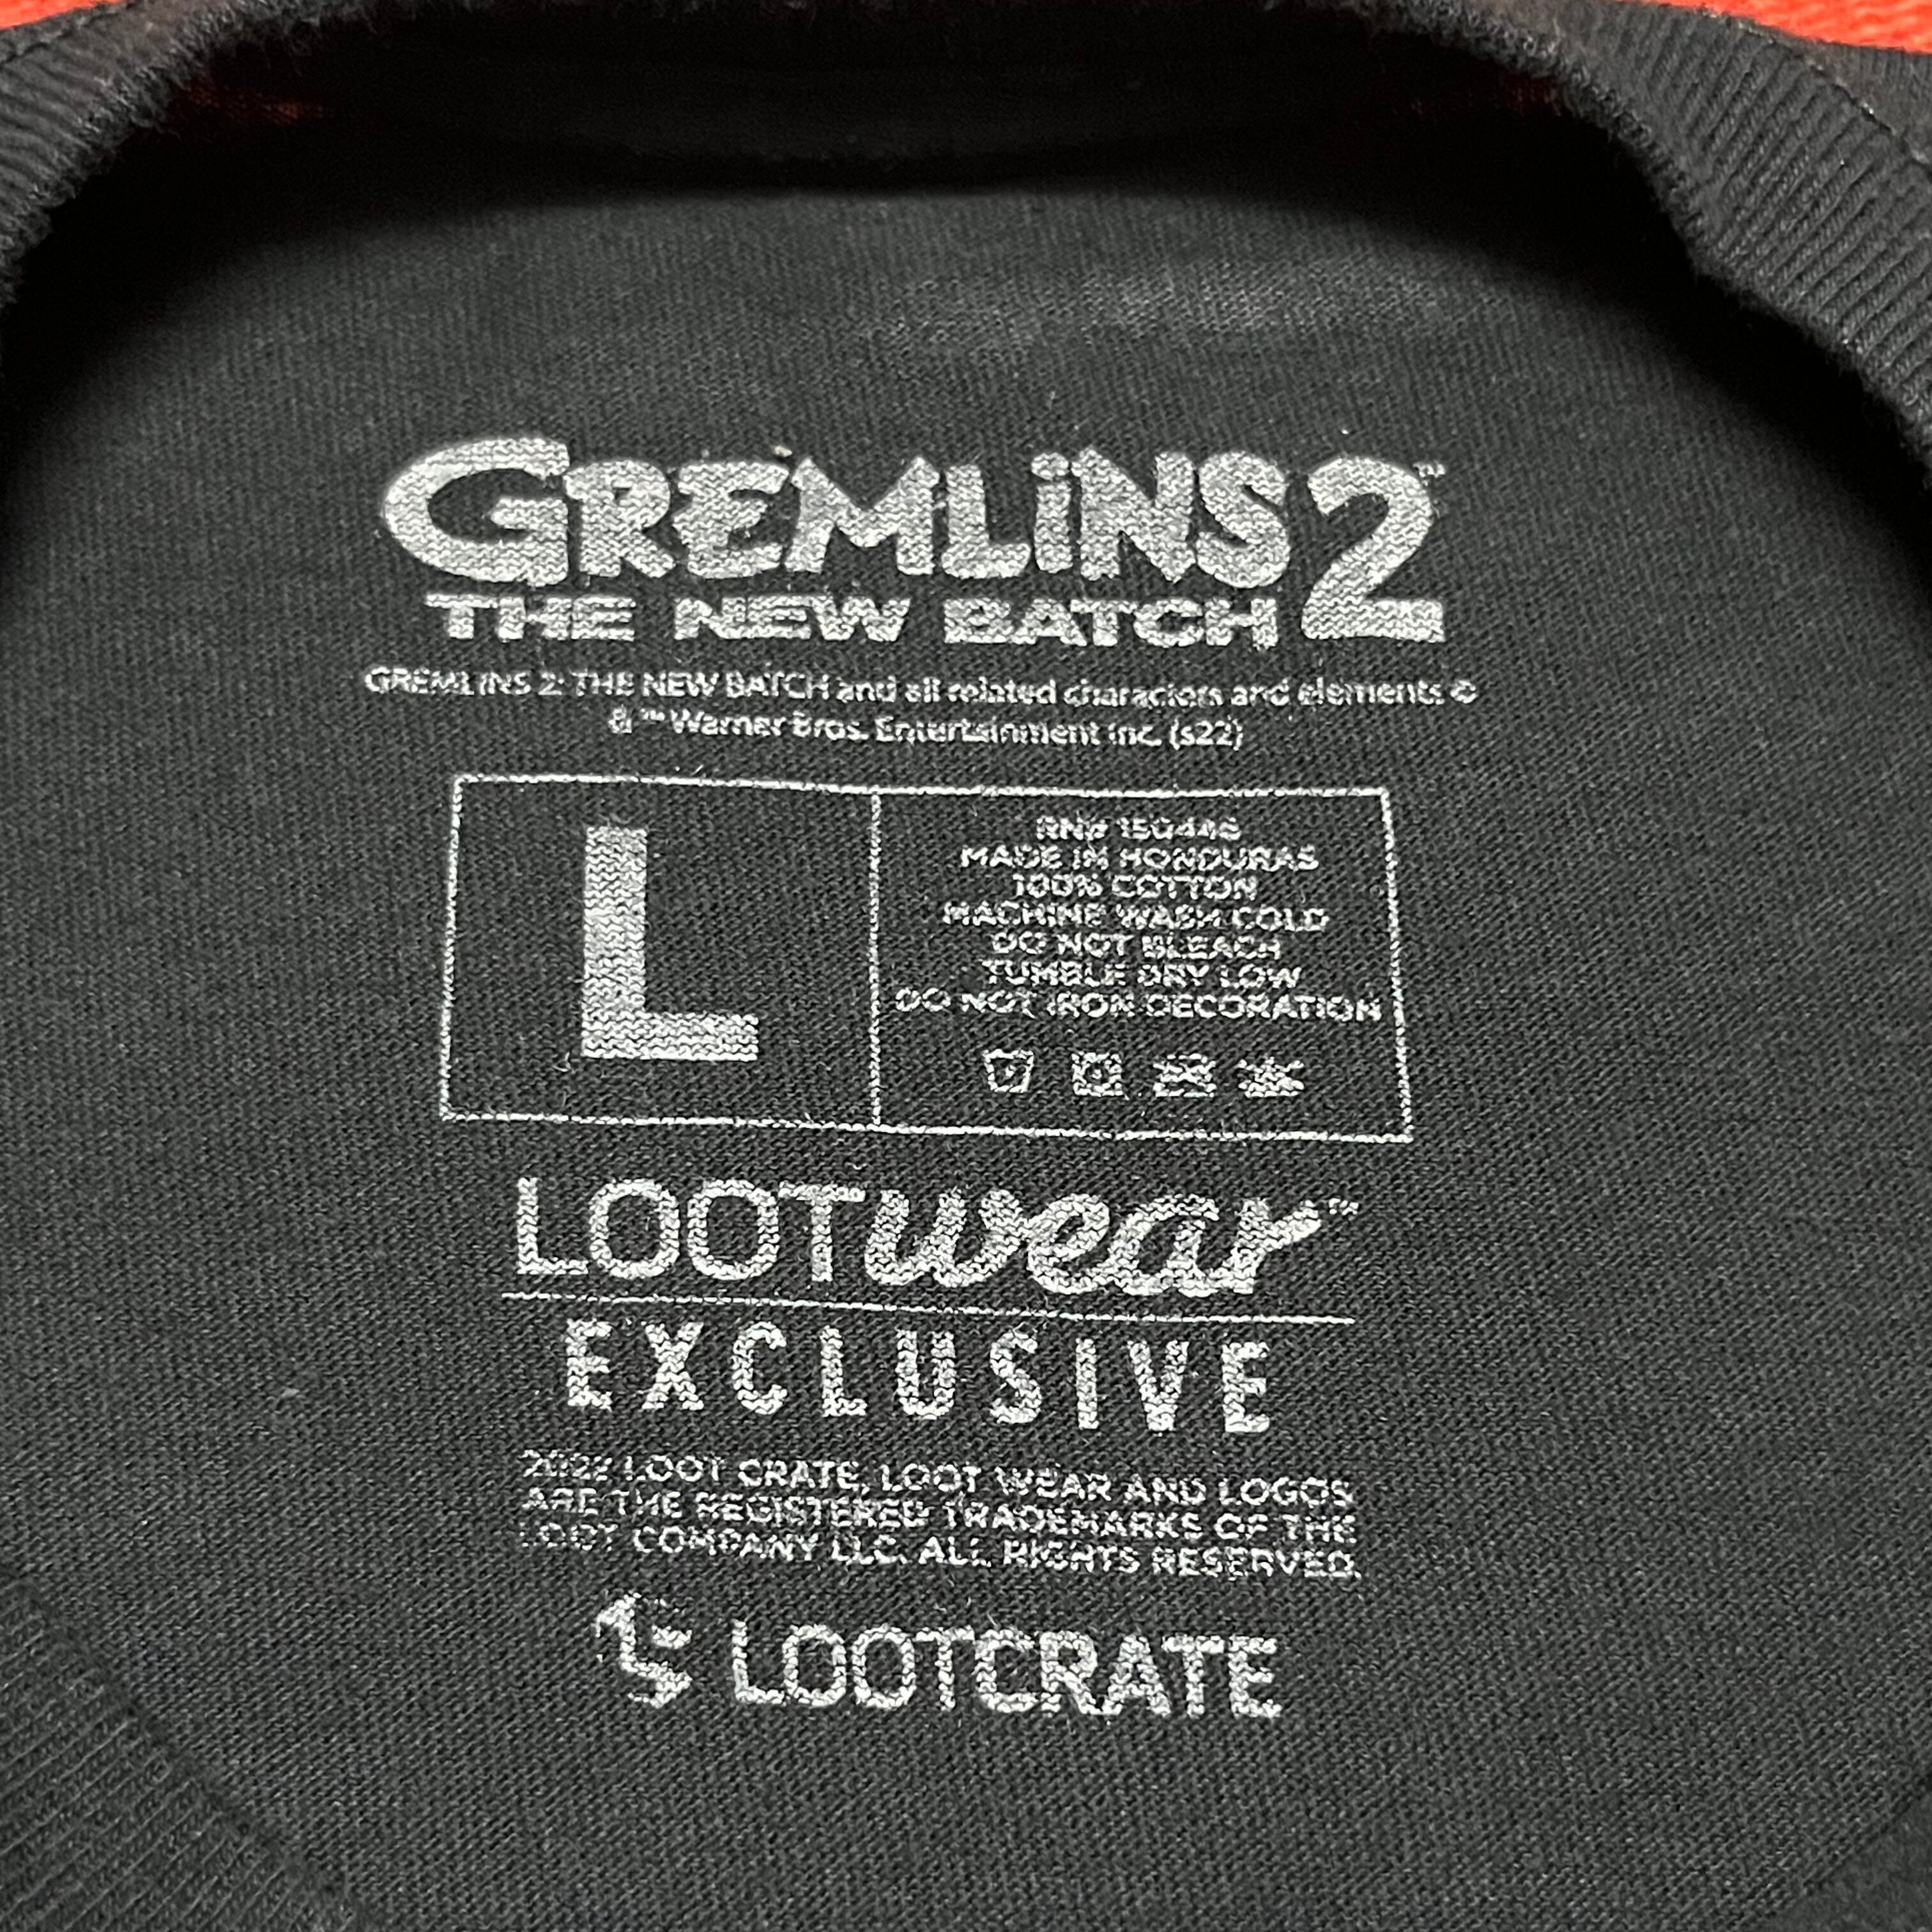 GREMLiNS 2™
THE NEW BATCH
GREMLINS 2: THE NEW BATCH and all related characters and elements ©
& ™ Warner Bros. Entertainment Inc. (s22)
L
RN# 150446
MADE IN HONDURAS
100% COTTON
MACHINE WASH COLD
DO NOT BLEACH
TUMBLE DRY LOW
DO NOT IRON DECORATION
LOOTwear™
EXCLUSIVE
2022 LOOT CRATE, LOOT WEAR AND LOGOS
ARE THE REGISTERED TRADEMARKS OF THE
LOOT COMPANY LLC. ALL RIGHTS RESERVED.
LOOTCRATE